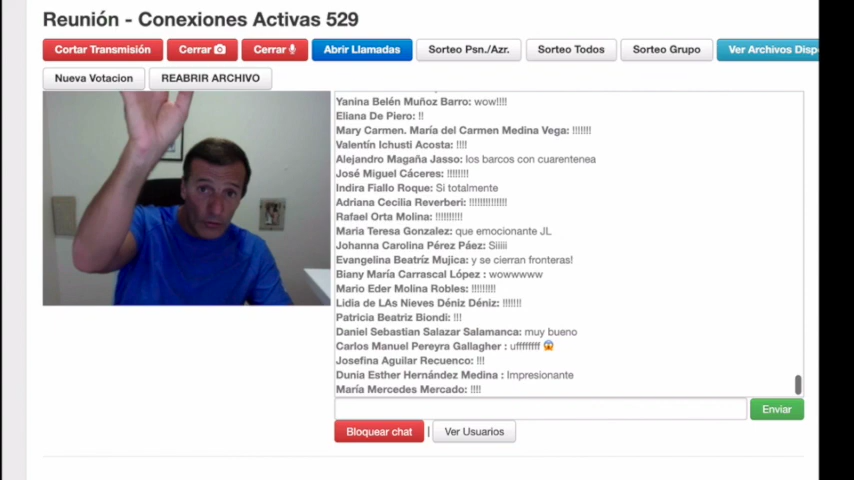 Reunión - Conexiones Activas 529
Cortar Transmisión Cerrar Cerrar Abrir Llamadas Sorteo Psn./Azr. Sorteo Todos Sorteo Grupo Ver Archivos Disp
Nueva Votacion REABRIR ARCHIVO
Yanina Belén Muñoz Barro: wow!!!!
Eliana De Piero: !!
Mary Carmen. María del Carmen Medina Vega: !!!!!!!
Valentín Ichusti Acosta: !!!!
Alejandro Magaña Jasso: los barcos con cuarentenea
José Miguel Cáceres: !!!!!!!!
Indira Fiallo Roque: Si totalmente
Adriana Cecilia Reverberi: !!!!!!!!!!!!!!
Rafael Orta Molina: !!!!!!!!!!
Maria Teresa Gonzalez: que emocionante JL
Johanna Carolina Pérez Páez: Siiiii
Evangelina Beatríz Mujica: y se cierran fronteras!
Biany María Carrascal López : wowwwww
Mario Eder Molina Robles: !!!!!!!!!
Lidia de LAs Nieves Déniz Déniz: !!!!!!!
Patricia Beatriz Biondi: !!!
Daniel Sebastian Salazar Salamanca: muy bueno
Carlos Manuel Pereyra Gallagher : uffffffff 😱
Josefina Aguilar Recuenco: !!!
Dunia Esther Hernández Medina : Impresionante
María Mercedes Mercado: !!!!
Enviar
Bloquear chat | Ver Usuarios